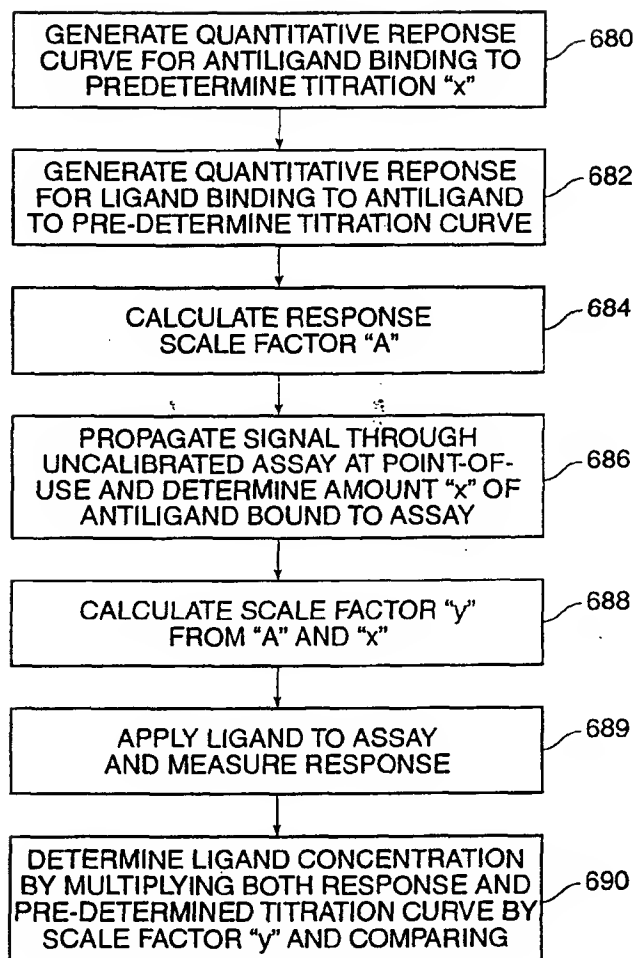 GENERATE QUANTITATIVE REPONSE
CURVE FOR ANTILIGAND BINDING TO
PREDETERMINE TITRATION “x”
680
GENERATE QUANTITATIVE REPONSE
FOR LIGAND BINDING TO ANTILIGAND
TO PRE-DETERMINE TITRATION CURVE
682
CALCULATE RESPONSE
SCALE FACTOR “A”
684
PROPAGATE SIGNAL THROUGH
UNCALIBRATED ASSAY AT POINT-OF-
USE AND DETERMINE AMOUNT “x” OF
ANTILIGAND BOUND TO ASSAY
686
CALCULATE SCALE FACTOR “y”
FROM “A” AND “x”
688
APPLY LIGAND TO ASSAY
AND MEASURE RESPONSE
689
DETERMINE LIGAND CONCENTRATION
BY MULTIPLYING BOTH RESPONSE AND
PRE-DETERMINED TITRATION CURVE BY
SCALE FACTOR “y” AND COMPARING
690